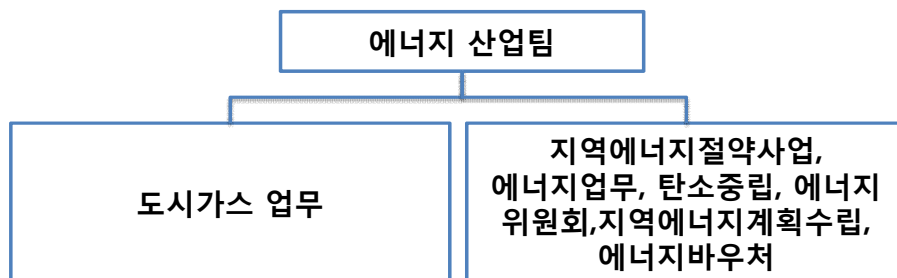 에너지 산업팀
도시가스 업무
지역에너지절약사업,
에너지업무, 탄소중립, 에너지
위원회,지역에너지계획수립,
에너지바우처